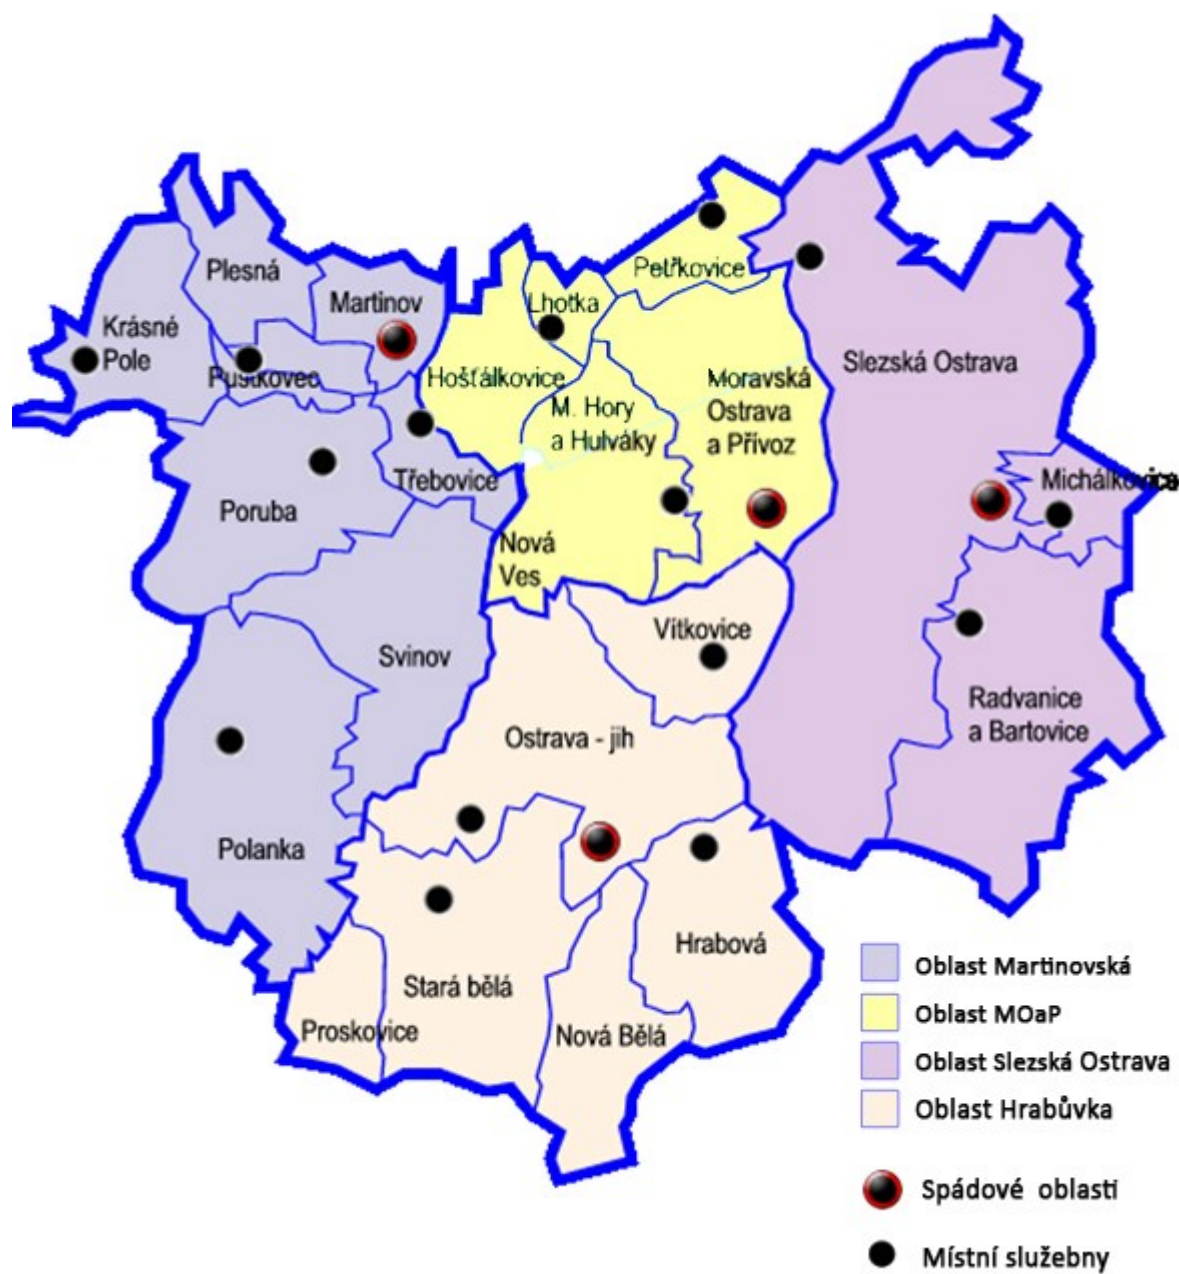 Plesná
Martinov
Krásné
Pole
Pustkovec
Petřkovice
Lhotka
Hošťálkovice
M. Hory
a Hulváky
Moravská
Ostrava
a Přívoz
Slezská Ostrava
Michálkovice
Třebovice
Poruba
Nová
Ves
Vítkovice
Svinov
Radvanice
a Bartovice
Ostrava - jih
Polanka
Hrabová
Stará bělá
Proskovice
Nová Bělá
Oblast Martinovská
Oblast MOaP
Oblast Slezská Ostrava
Oblast Hrabůvka
Spádové oblasti
Místní služebny